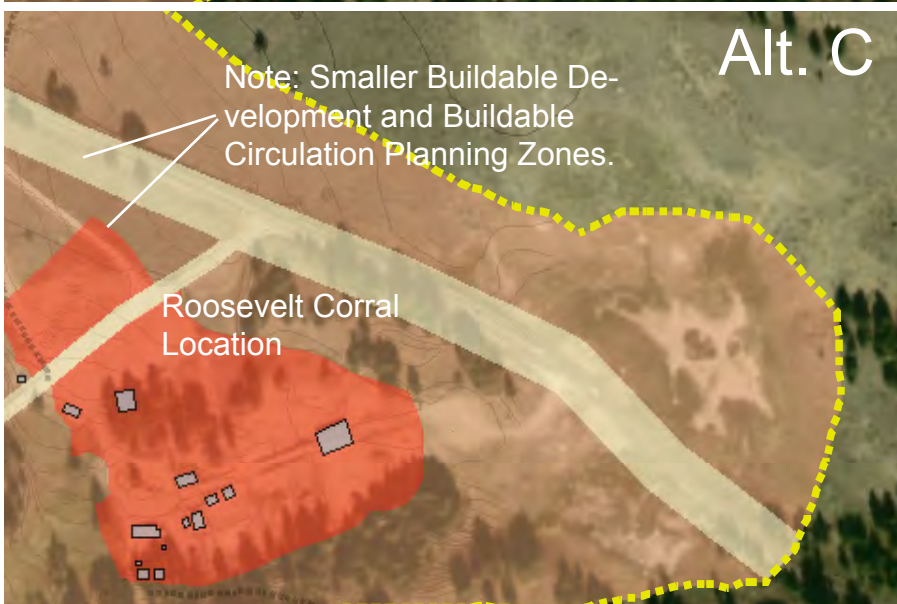 Alt. C
Note: Smaller Buildable De-
velopment and Buildable
Circulation Planning Zones.
Roosevelt Corral
Location